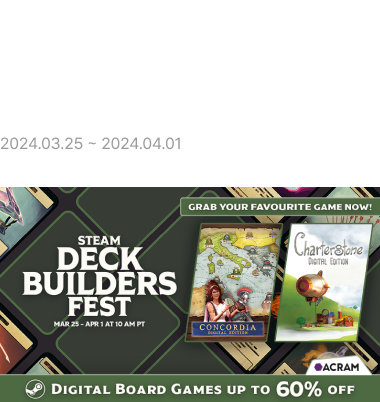 2024.03.25 ~ 2024.04.01
GRAB YOUR FAVOURITE GAME NOW!
STEAM
DECK
BUILDERS
FEST
MAR 25 - APR 1 AT 10 AM PT
CONCORDIA
DIGITAL EDITION
Charterstone
DIGITAL EDITION
ACRAM
DIGITAL BOARD GAMES UP TO 60% OFF